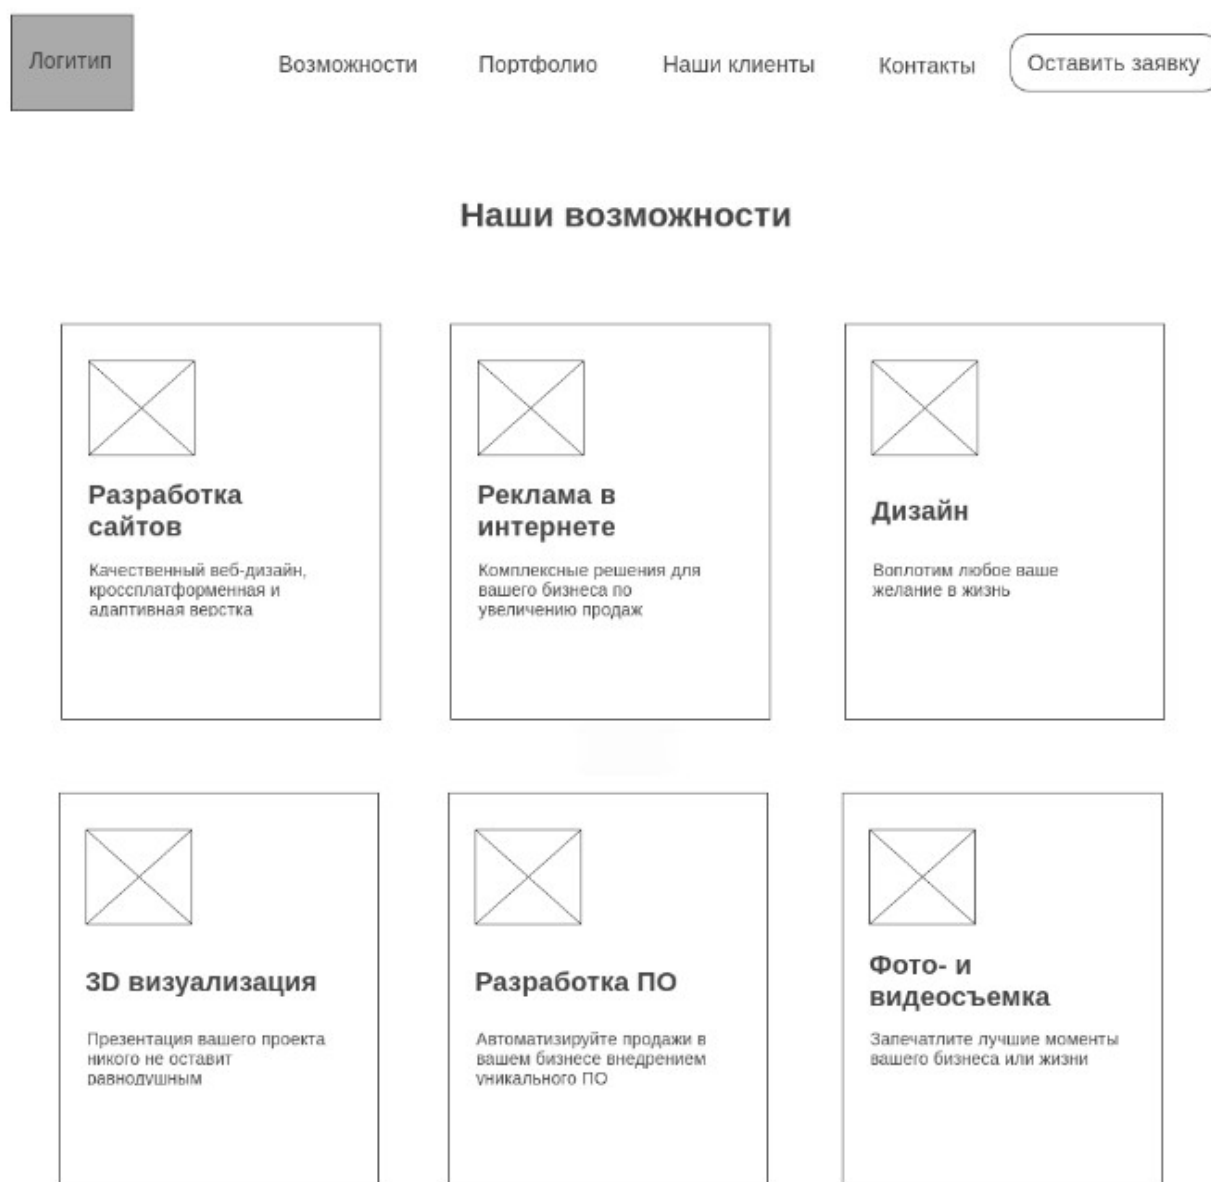 Логитип
Возможности
Портфолио
Наши клиенты
Контакты
Оставить заявку
Наши возможности
Разработка
сайтов
Качественный веб-дизайн,
кроссплатформенная и
адаптивная верстка
Реклама в
интернете
Комплексные решения для
вашего бизнеса по
увеличению продаж
Дизайн
Воплотим любое ваше
желание в жизнь
3D визуализация
Презентация вашего проекта
никого не оставит
равнодушным
Разработка ПО
Автоматизируйте продажи в
вашем бизнесе внедрением
уникального ПО
Фото- и
видеосъемка
Запечатлите лучшие моменты
вашего бизнеса или жизни